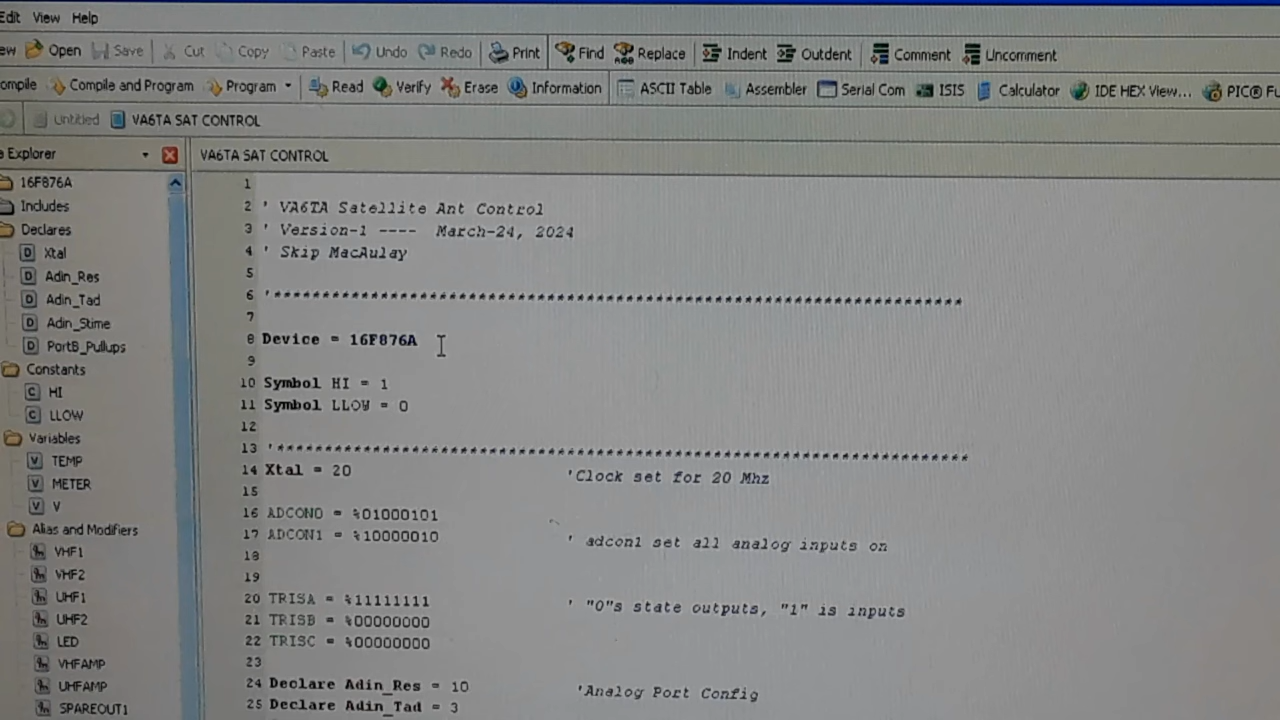 Edit View Help
ew Open Save Cut Copy Paste Undo Redo Print Find Replace Indent Outdent Comment Uncomment
ompile Compile and Program Program Read Verify Erase Information ASCII Table Assembler Serial Com ISIS Calculator IDE HEX View... PIC® Fu
Untitled VA6TA SAT CONTROL
e Explorer
16F876A
Includes
Declares
D Xtal
D Adin_Res
D Adin_Tad
D Adin_Stime
D PortB_Pullups
Constants
C HI
C LLOW
Variables
V TEMP
V METER
V V
Alias and Modifiers
VHF1
VHF2
UHF1
UHF2
LED
VHFAMP
UHFAMP
SPAREOUT1
VA6TA SAT CONTROL
1
2 ' VA6TA Satellite Ant Control
3 ' Version-1 ---- March-24, 2024
4 ' Skip MacAulay
5
6 '*************************************************************************
7
8 Device = 16F876A
9
10 Symbol HI = 1
11 Symbol LLOW = 0
12
13 '*************************************************************************
14 Xtal = 20 'Clock set for 20 Mhz
15
16 ADCON0 = %01000101
17 ADCON1 = %10000010 ' adcon1 set all analog inputs on
18
19
20 TRISA = %11111111 ' "0"s state outputs, "1" is inputs
21 TRISB = %00000000
22 TRISC = %00000000
23
24 Declare Adin_Res = 10 'Analog Port Config
25 Declare Adin_Tad = 3